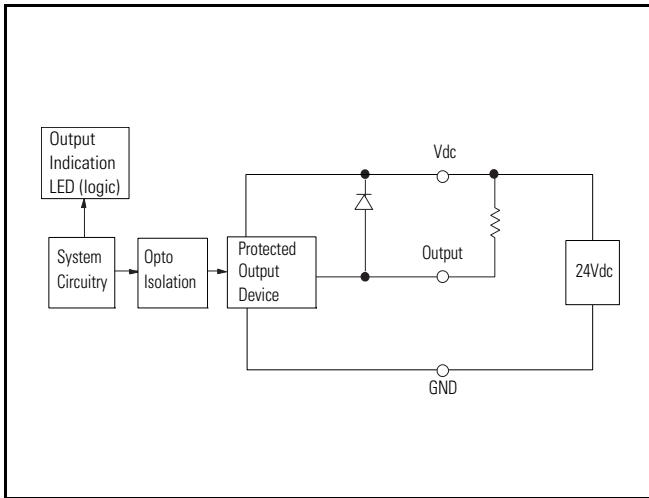 Output
Indication
LED (logic)
System
Circuitry
Opto
Isolation
Protected
Output
Device
Vdc
Output
24Vdc
GND